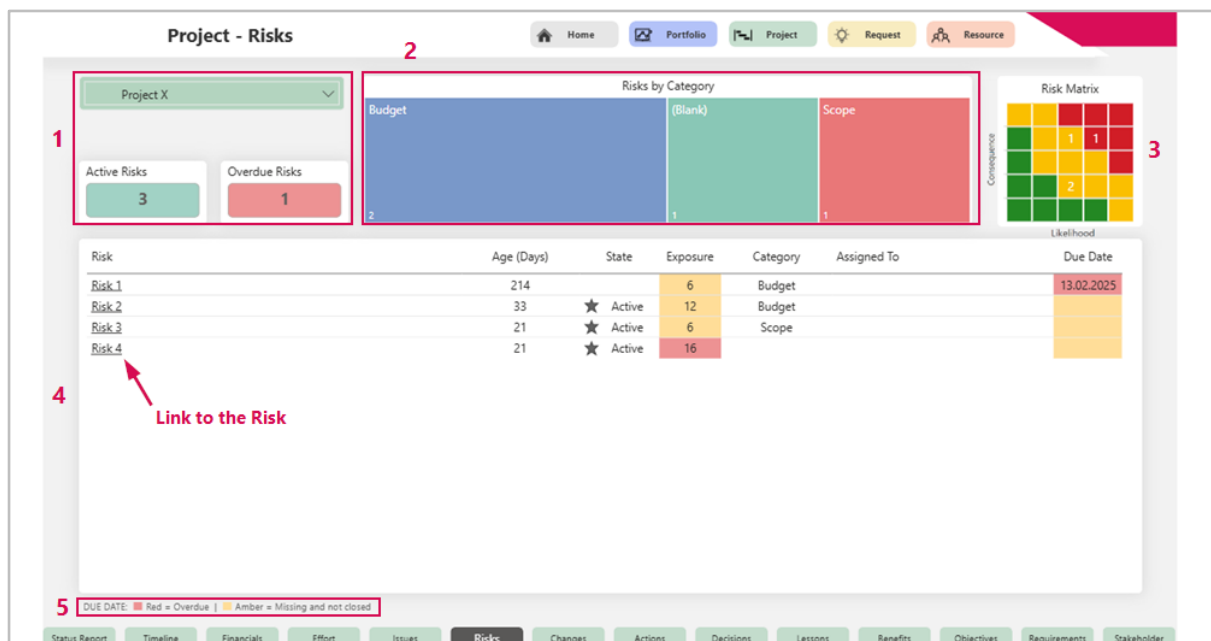 Project - Risks
Home
Portfolio
Project
Request
Resource
2
1
Project X
Active Risks
3
Overdue Risks
1
Risks by Category
Budget
2
(Blank)
1
Scope
1
Risk Matrix
Consequence
1 1
2
Likelihood
3
4
Risk Age (Days) State Exposure Category Assigned To Due Date
Risk 1 214 6 Budget 13.02.2025
Risk 2 33 Active 12 Budget
Risk 3 21 Active 6 Scope
Risk 4 21 Active 16
Link to the Risk
5
DUE DATE: Red = Overdue | Amber = Missing and not closed
Status Report Timeline Financials Effort Issues Risks Changes Actions Decisions Lessons Benefits Objectives Requirements Stakeholder